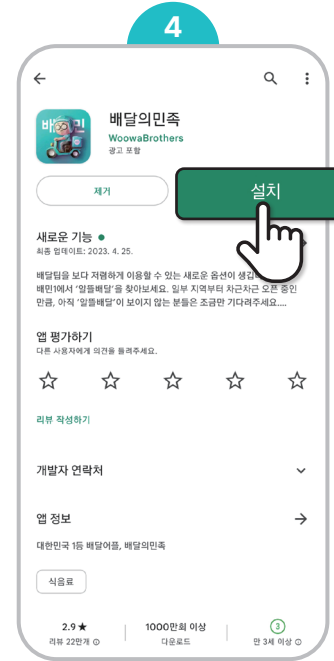 4
배달의민족
WoowaBrothers
광고 포함
제거
설치
새로운 기능
최종 업데이트: 2023. 4. 25.
배달팁을 보다 저렴하게 이용할 수 있는 새로운 옵션이
배민1에서 '알뜰배달'을 찾아보세요. 일부 지역부터 차근차근 오픈 중인
만큼, 아직 '알뜰배달'이 보이지 않는 분들은 조금만 기다려주세요....
앱 평가하기
다른 사용자에게 의견을 들려주세요.
리뷰 작성하기
개발자 연락처
앱 정보
대한민국 1등 배달어플, 배달의민족
식음료
2.9★ 1000만회 이상 3
리뷰 22만개 다운로드 만 3세 이상